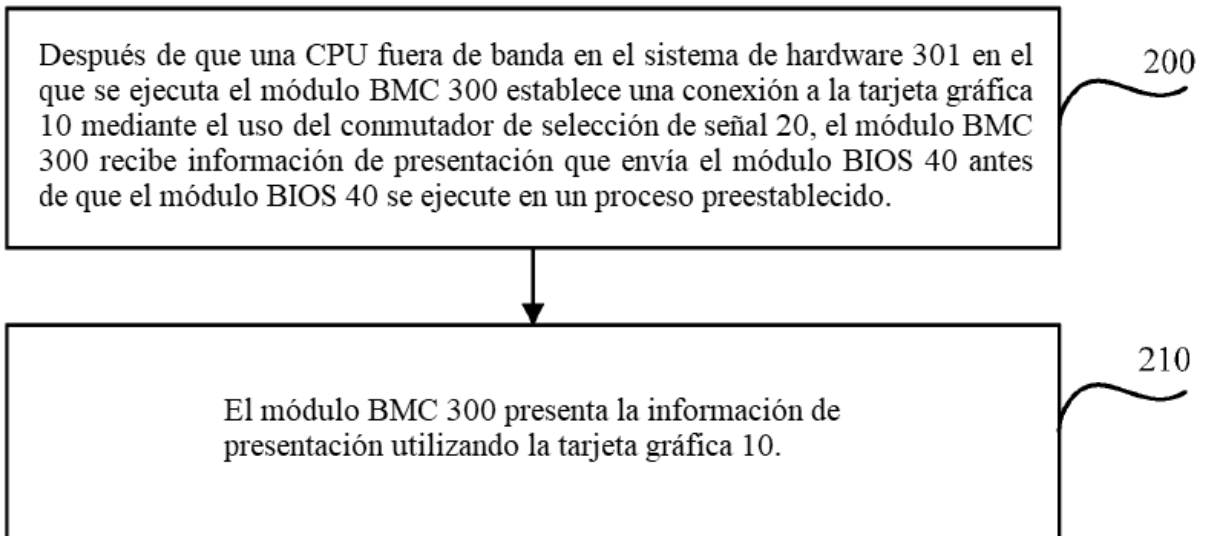 Después de que una CPU fuera de banda en el sistema de hardware 301 en el
que se ejecuta el módulo BMC 300 establece una conexión a la tarjeta gráfica
10 mediante el uso del conmutador de selección de señal 20, el módulo BMC
300 recibe información de presentación que envía el módulo BIOS 40 antes
de que el módulo BIOS 40 se ejecute en un proceso preestablecido.
200
El módulo BMC 300 presenta la información de
presentación utilizando la tarjeta gráfica 10.
210